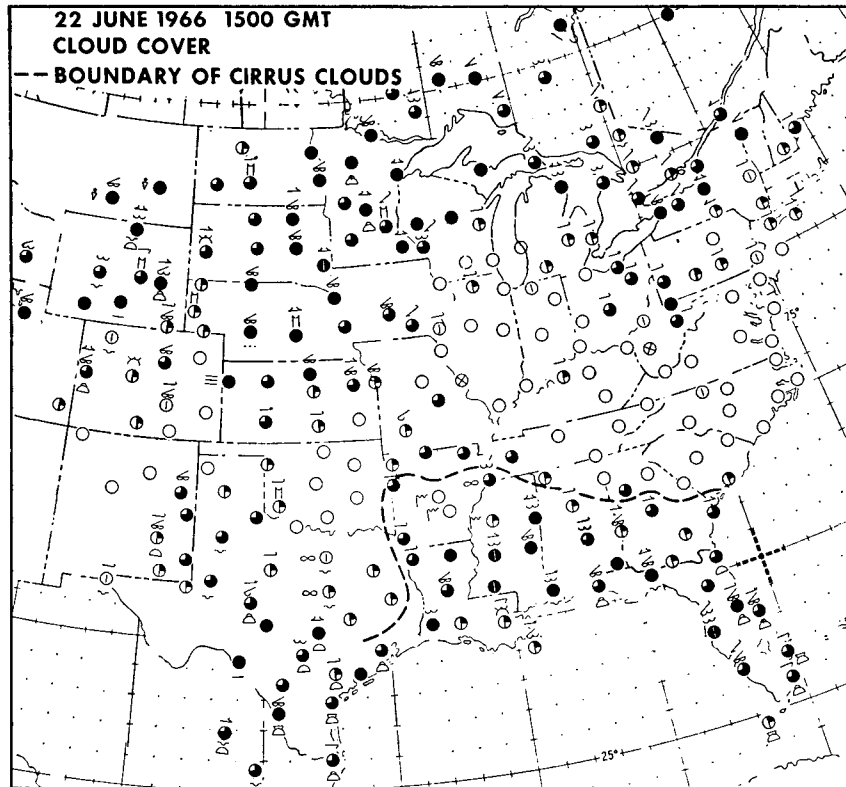 22 JUNE 1966 1500 GMT
CLOUD COVER
-- BOUNDARY OF CIRRUS CLOUDS
75°
25°